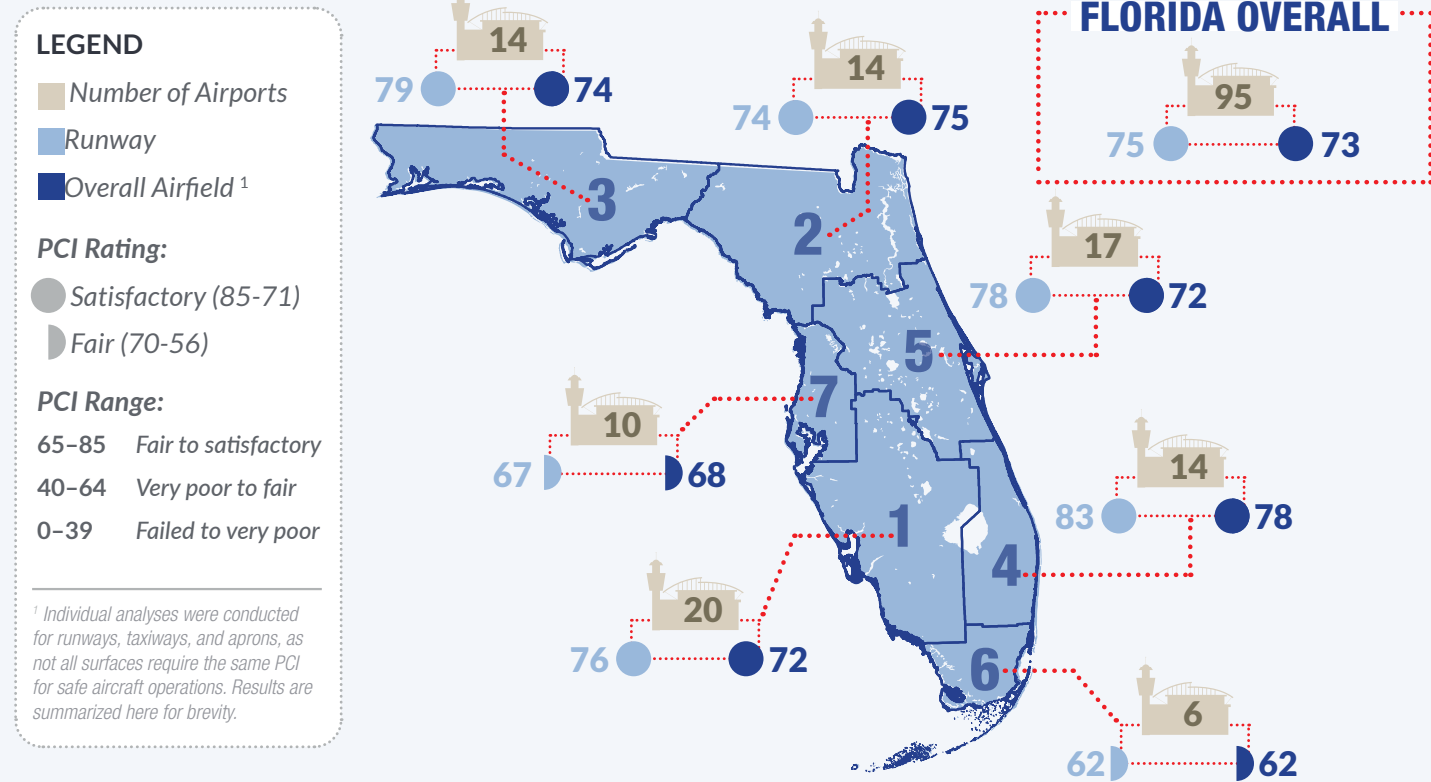 LEGEND
Number of Airports
Runway
Overall Airfield 1
PCI Rating:
Satisfactory (85-71)
Fair (70-56)
PCI Range:
65–85 Fair to satisfactory
40–64 Very poor to fair
0–39 Failed to very poor
1 Individual analyses were conducted
for runways, taxiways, and aprons, as
not all surfaces require the same PCI
for safe aircraft operations. Results are
summarized here for brevity.
FLORIDA OVERALL
95
75 73
14
79 74
3
14
74 75
2
17
78 72
5
10
67 68
7
14
83 78
4
20
76 72
1
6
62 62
6